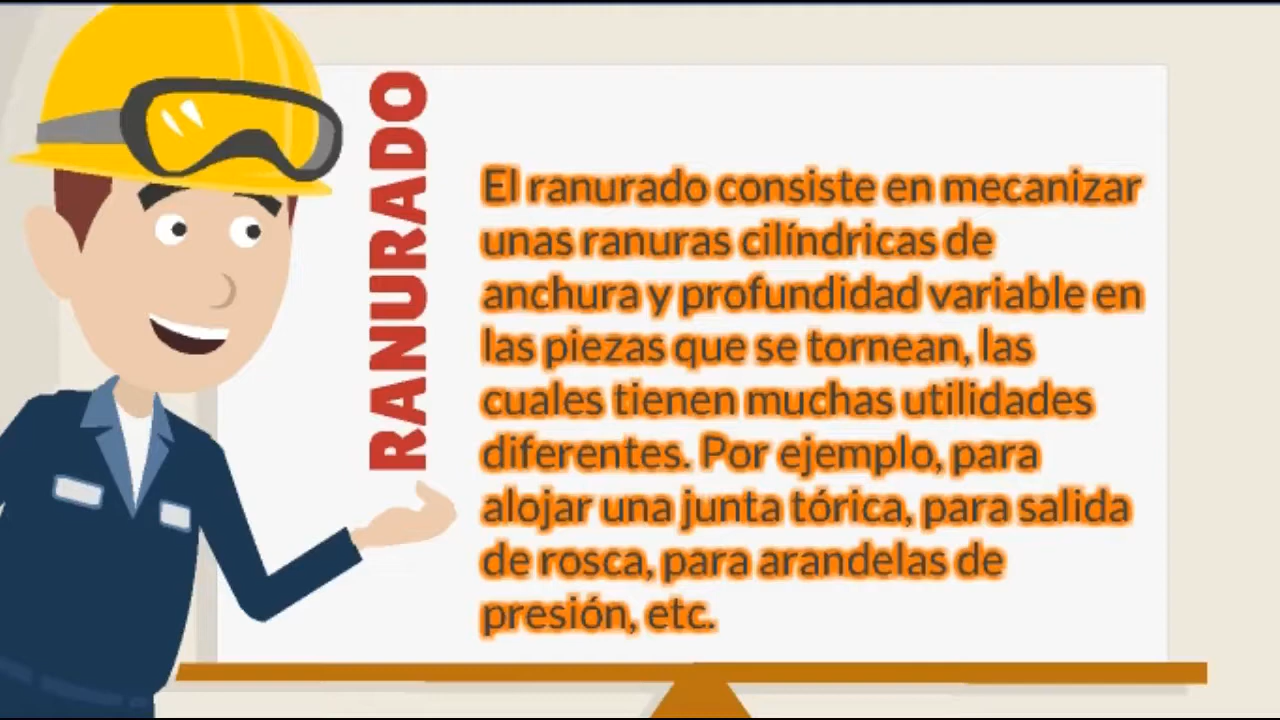 RANURADO
El ranurado consiste en mecanizar
unas ranuras cilíndricas de
anchura y profundidad variable en
las piezas que se tornean, las
cuales tienen muchas utilidades
diferentes. Por ejemplo, para
alojar una junta tórica, para salida
de rosca, para arandelas de
presión, etc.